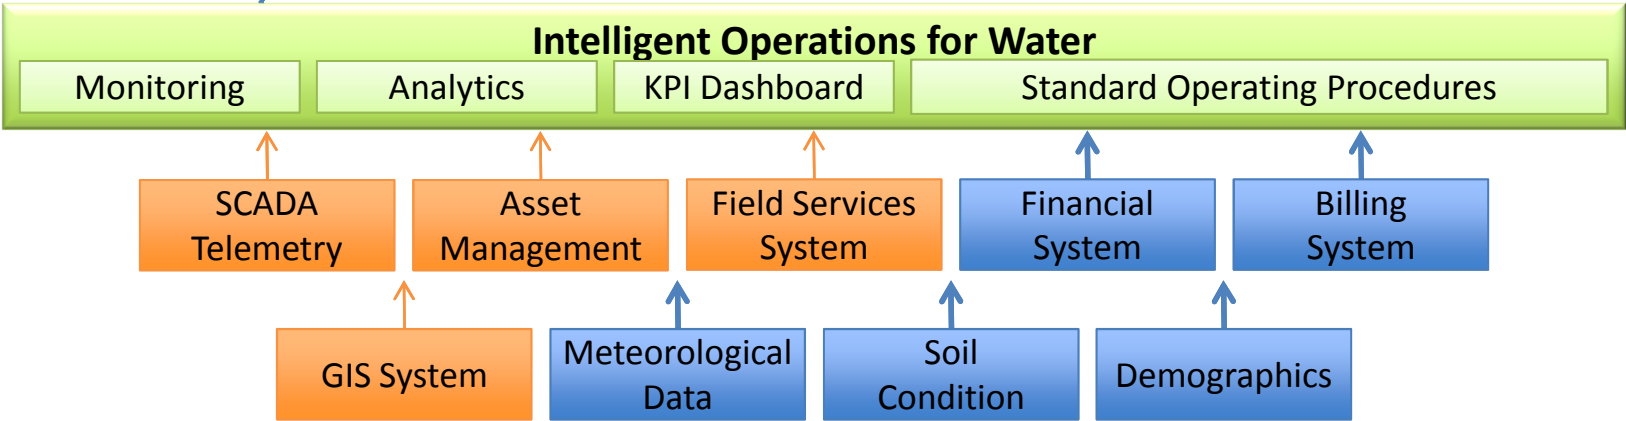 Intelligent Operations for Water
Monitoring
Analytics
KPI Dashboard
Standard Operating Procedures
SCADA
Telemetry
Asset
Management
Field Services
System
Financial
System
Billing
System
GIS System
Meteorological
Data
Soil
Condition
Demographics